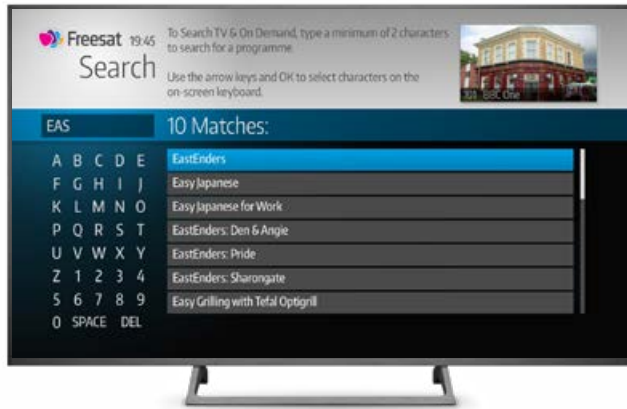 Freesat 19:45
Search
To Search TV & On Demand, type a minimum of 2 characters
to search for a programme.
Use the arrow keys and OK to select characters on the
on-screen keyboard.
101 BBC One
EAS
10 Matches:
A B C D E
F G H I J
K L M N O
P Q R S T
U V W X Y
Z 1 2 3 4
5 6 7 8 9
0 SPACE DEL
EastEnders
Easy Japanese
Easy Japanese for Work
EastEnders: Den & Angie
EastEnders: Pride
EastEnders: Sharongate
Easy Grilling with Tefal Optigrill